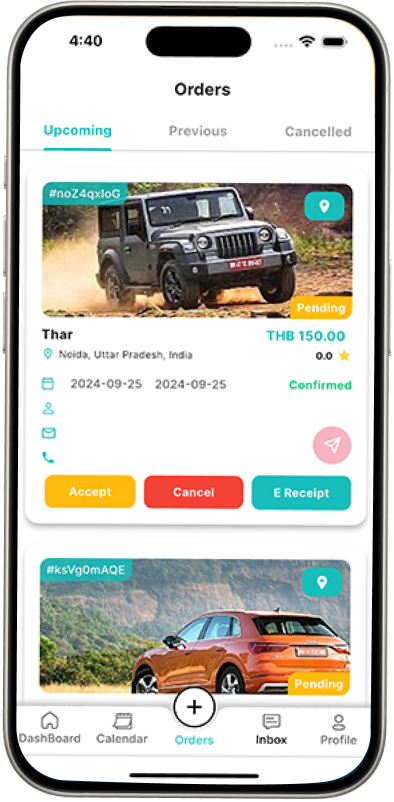 4:40
Orders
Upcoming Previous Cancelled
#noZ4qxloG
Pending
Thar THB 150.00
Noida, Uttar Pradesh, India 0.0
2024-09-25 2024-09-25 Confirmed
Accept Cancel E Receipt
#ksVg0mAQE
Pending
DashBoard Calendar Orders Inbox Profile